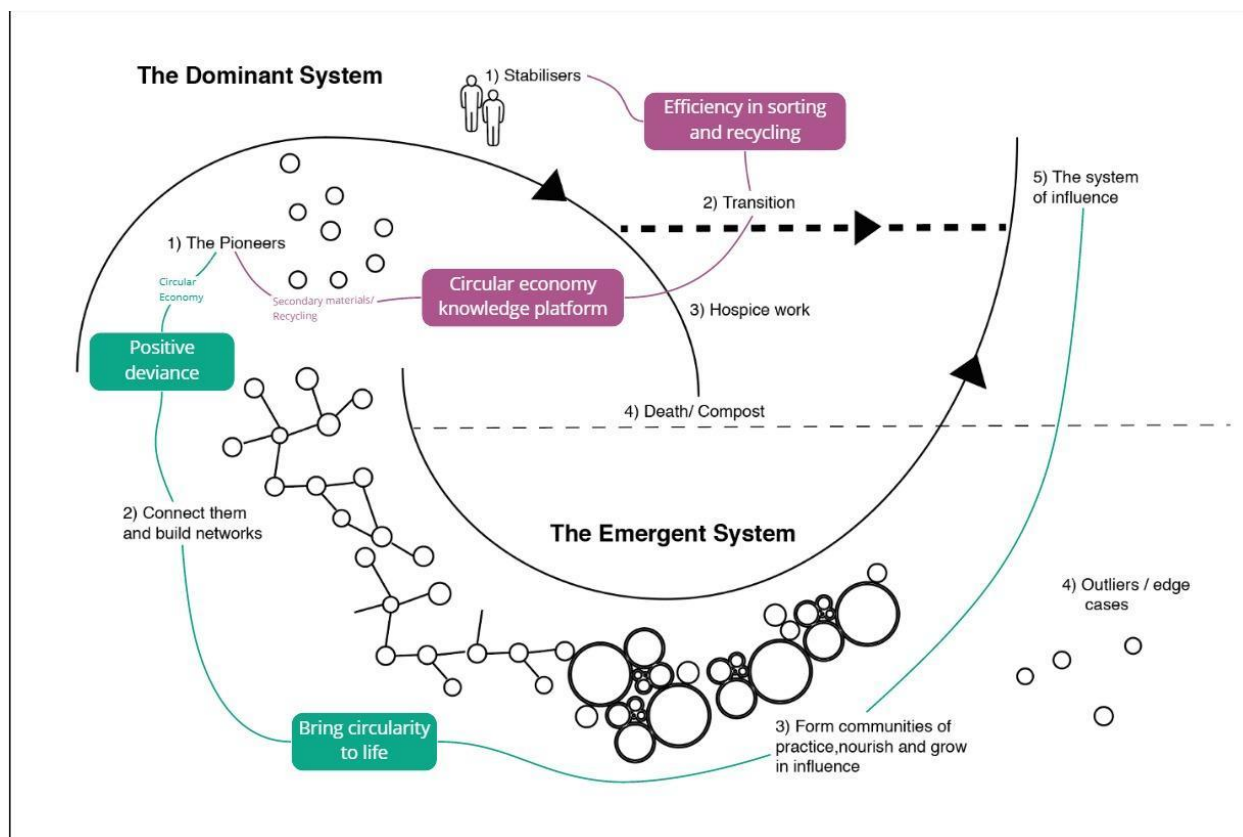 The Dominant System
1) Stabilisers
Efficiency in sorting
and recycling
5) The system
of influence
2) Transition
1) The Pioneers
Circular
Economy
Secondary materials/
Recycling
Circular economy
knowledge platform
3) Hospice work
Positive
deviance
4) Death/ Compost
2) Connect them
and build networks
The Emergent System
4) Outliers / edge
cases
Bring circularity
to life
3) Form communities of
practice,nourish and grow
in influence